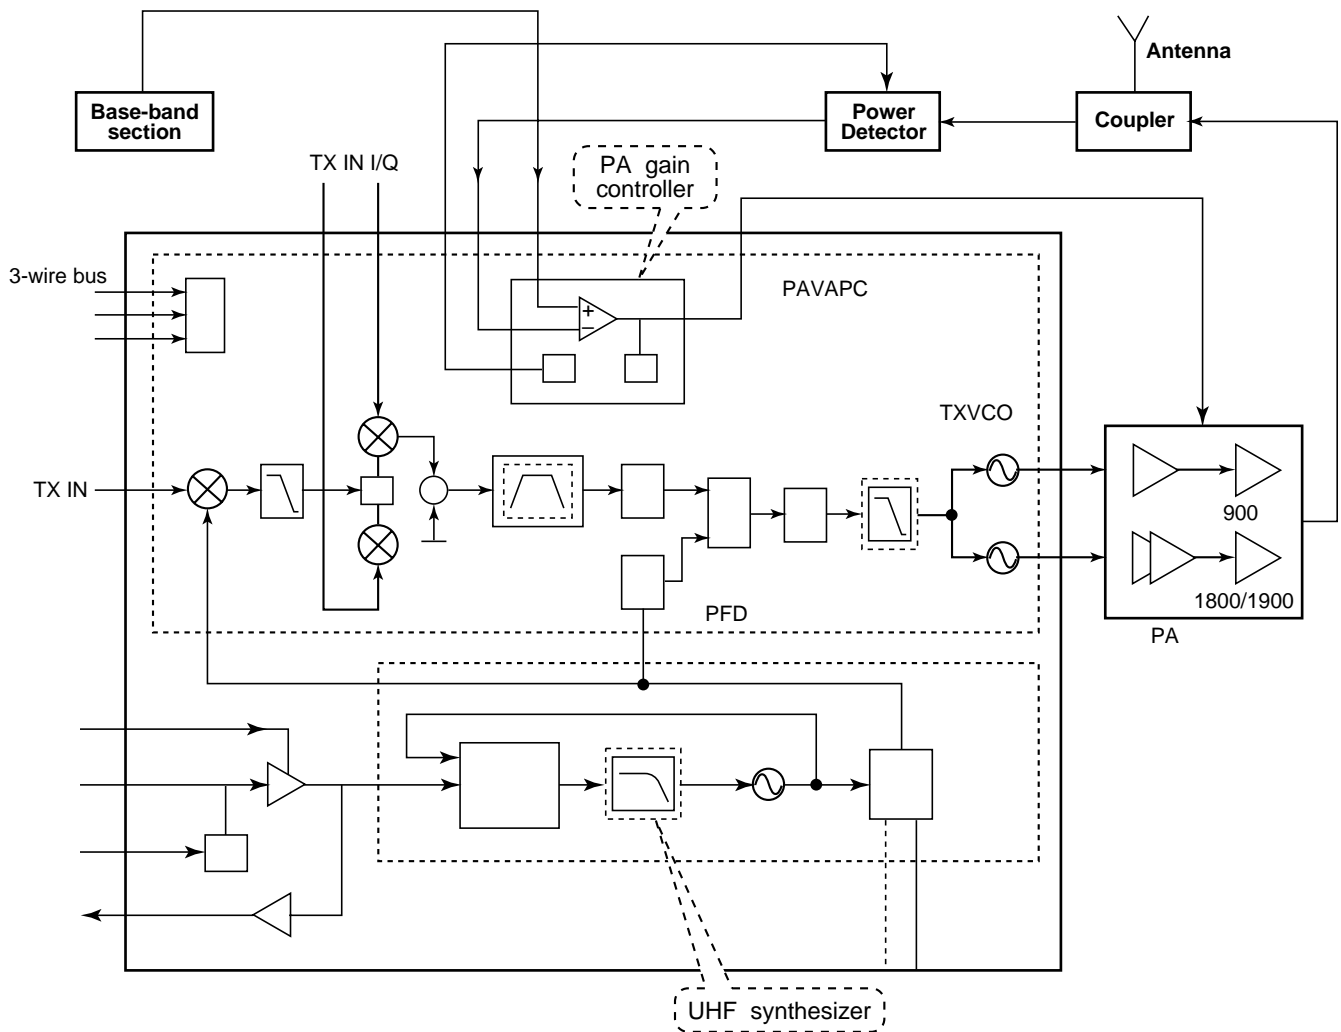 Antenna
Base-band
section
Power
Detector
Coupler
TX IN I/Q
PA gain
controller
3-wire bus
PAVAPC
+
−
TXVCO
TX IN
900
1800/1900
PFD
PA
UHF synthesizer